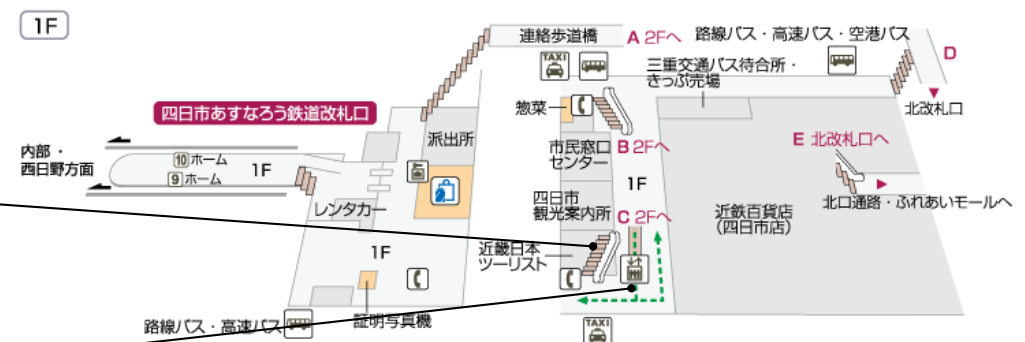 1F
連絡歩道橋
A 2Fへ
路線バス・高速バス・空港バス
D
TAXI
三重交通バス待合所・
きっぷ売場
北改札口
四日市あすなろう鉄道改札口
惣菜
派出所
市民窓口
センター
B 2Fへ
E 北改札口へ
内部・
西日野方面
10 ホーム
9 ホーム
1F
1F
北口通路・ふれあいモールへ
レンタカー
四日市
観光案内所
C 2Fへ
近鉄百貨店
(四日市店)
1F
近畿日本
ツーリスト
証明写真機
路線バス・高速バス
TAXI